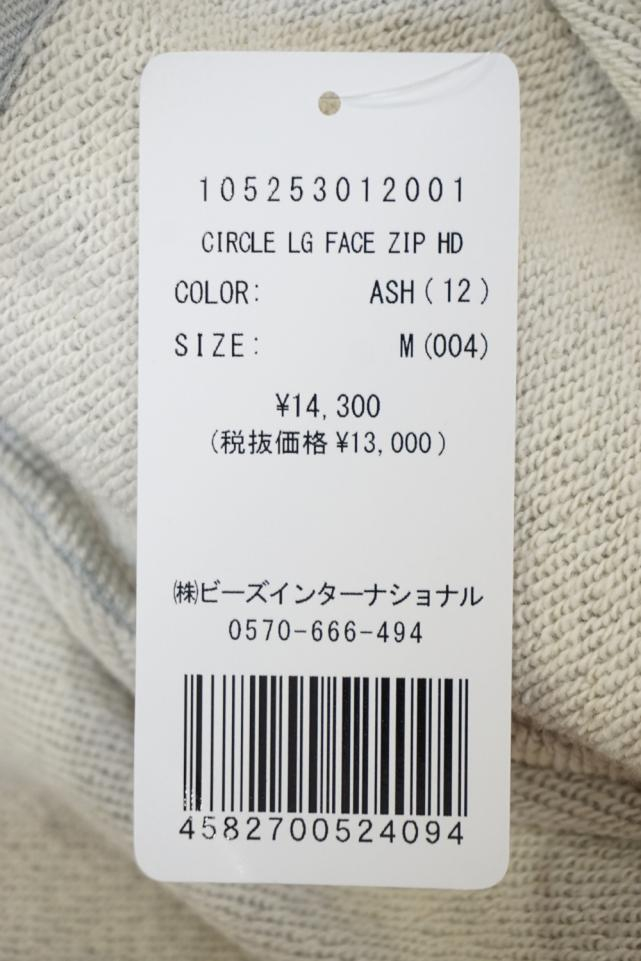 105253012001
CIRCLE LG FACE ZIP HD
COLOR: ASH(12)
SIZE: M(004)
¥14,300
(税抜価格¥13,000)
㈱ビーズインターナショナル
0570-666-494
4582700524094